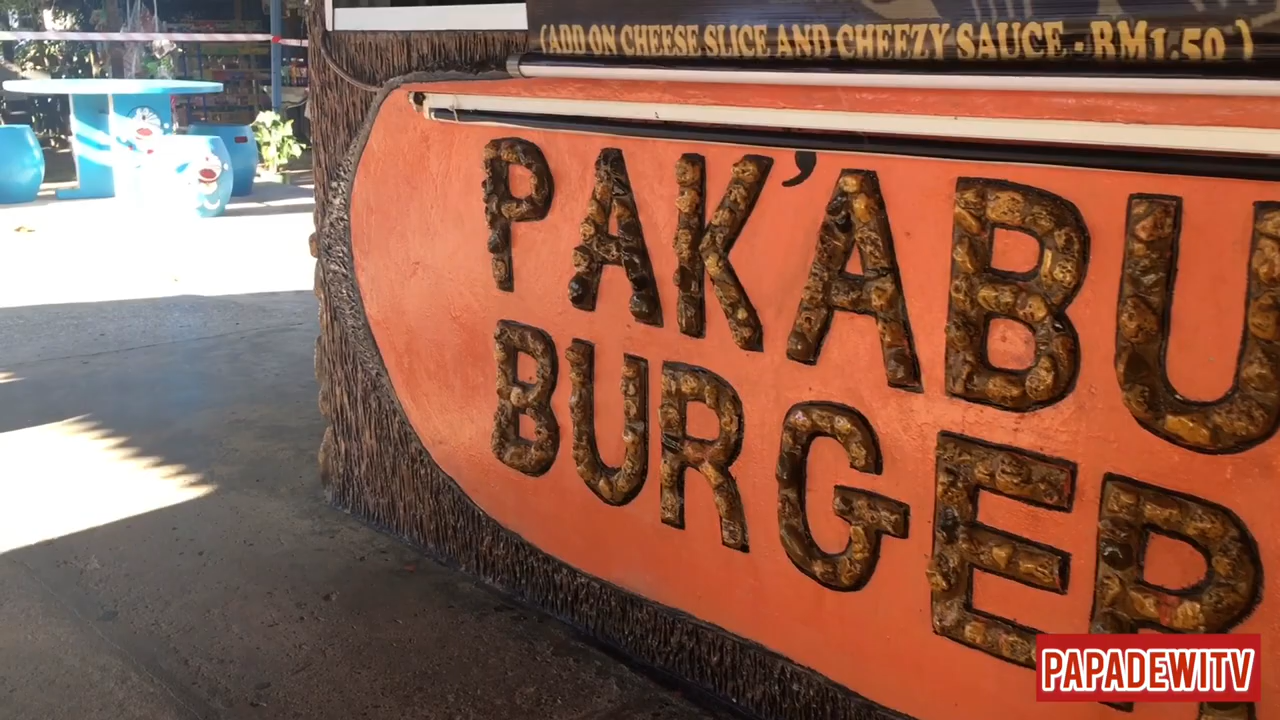 (ADD ON CHEESE SLICE AND CHEEZY SAUCE - RM1.50 )
PAK'ABU
BURGER
PAPADEWITV